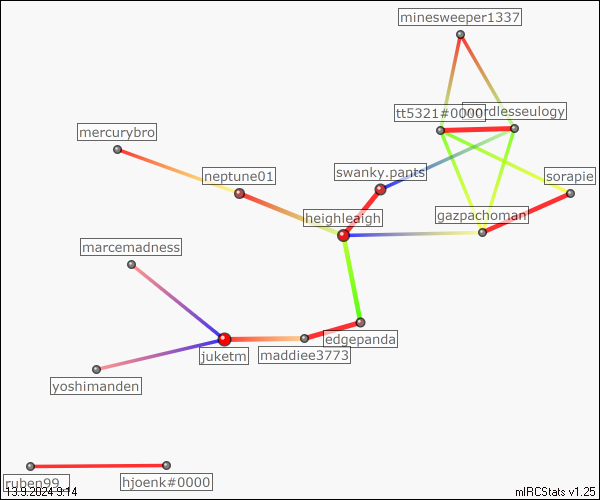 minesweeper1337
tt5321#0000
rdlesseulogy
mercurybro
neptune01
swanky.pants
sorapie
heighleaigh
gazpachoman
marcemadness
edgepanda
juketm
maddiee3773
yoshimanden
ruben99_
hjoenk#0000
13.9.2024 9:14
mIRCStats v1.25